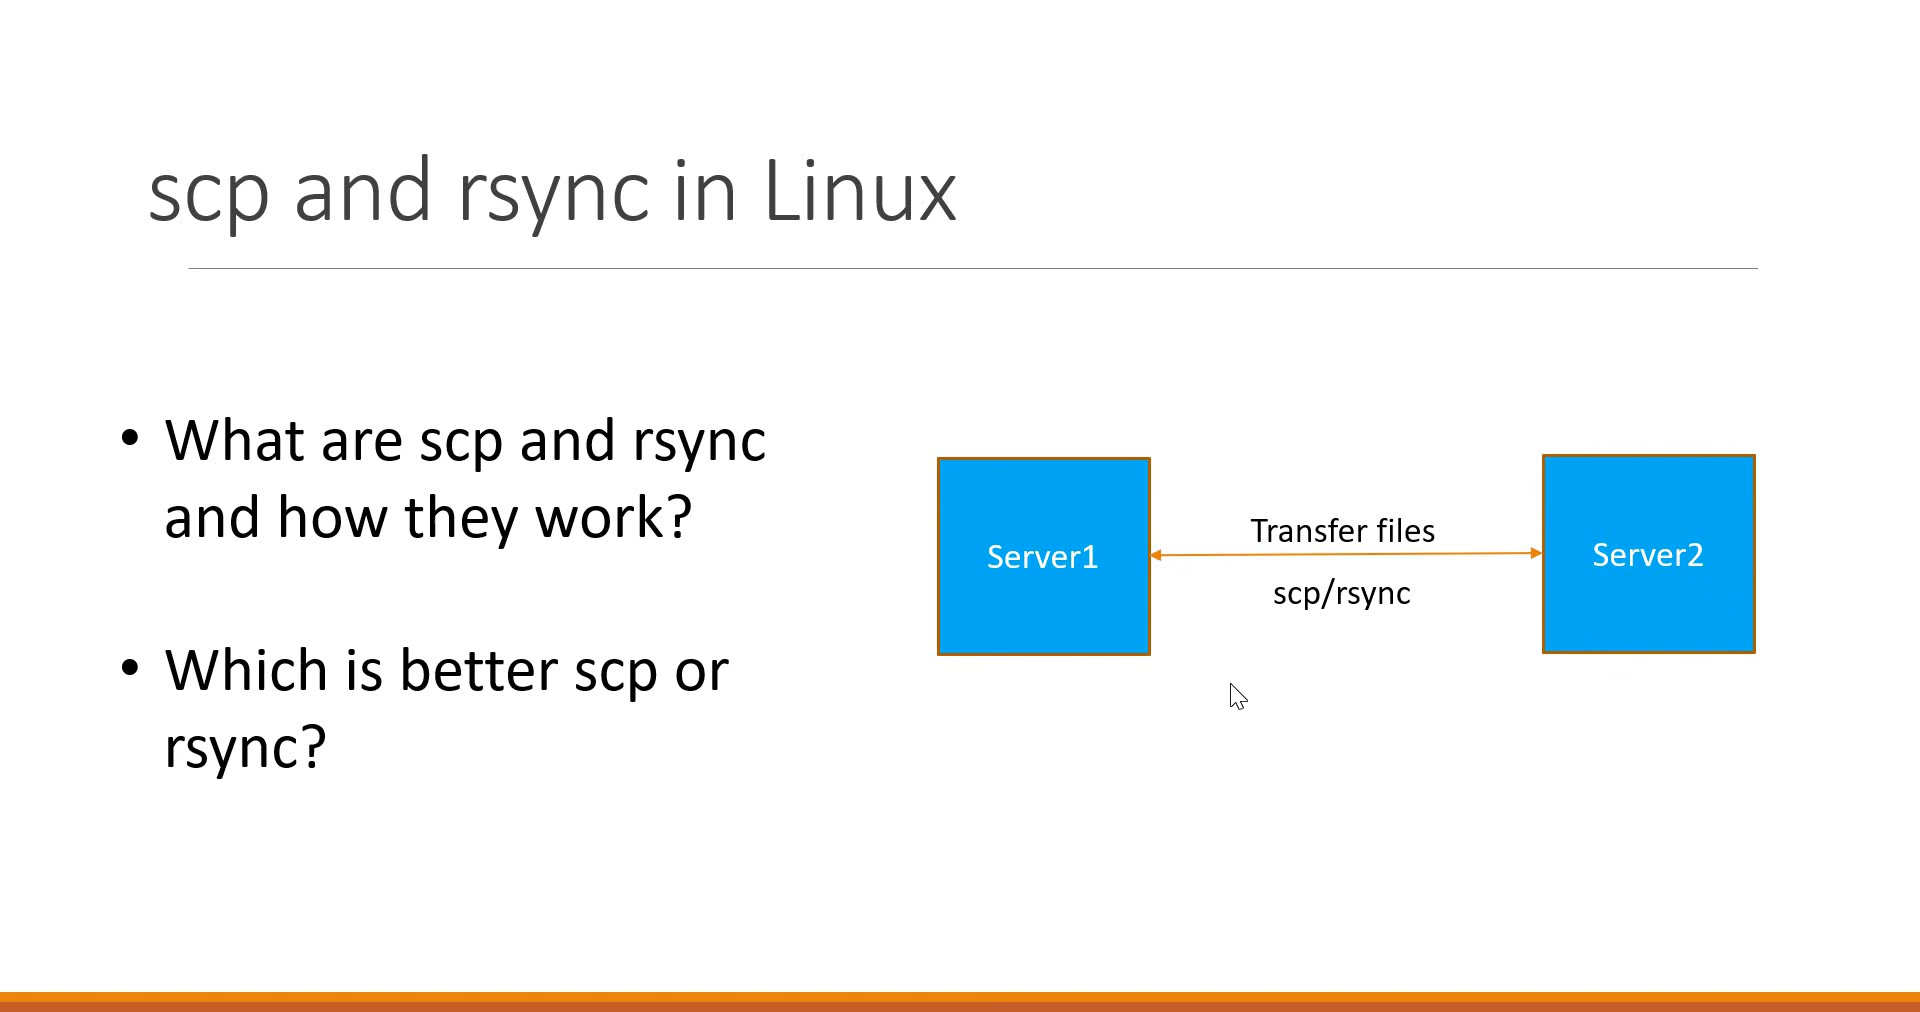 scp and rsync in Linux
• What are scp and rsync
and how they work?
• Which is better scp or
rsync?
Server1
Transfer files
scp/rsync
Server2